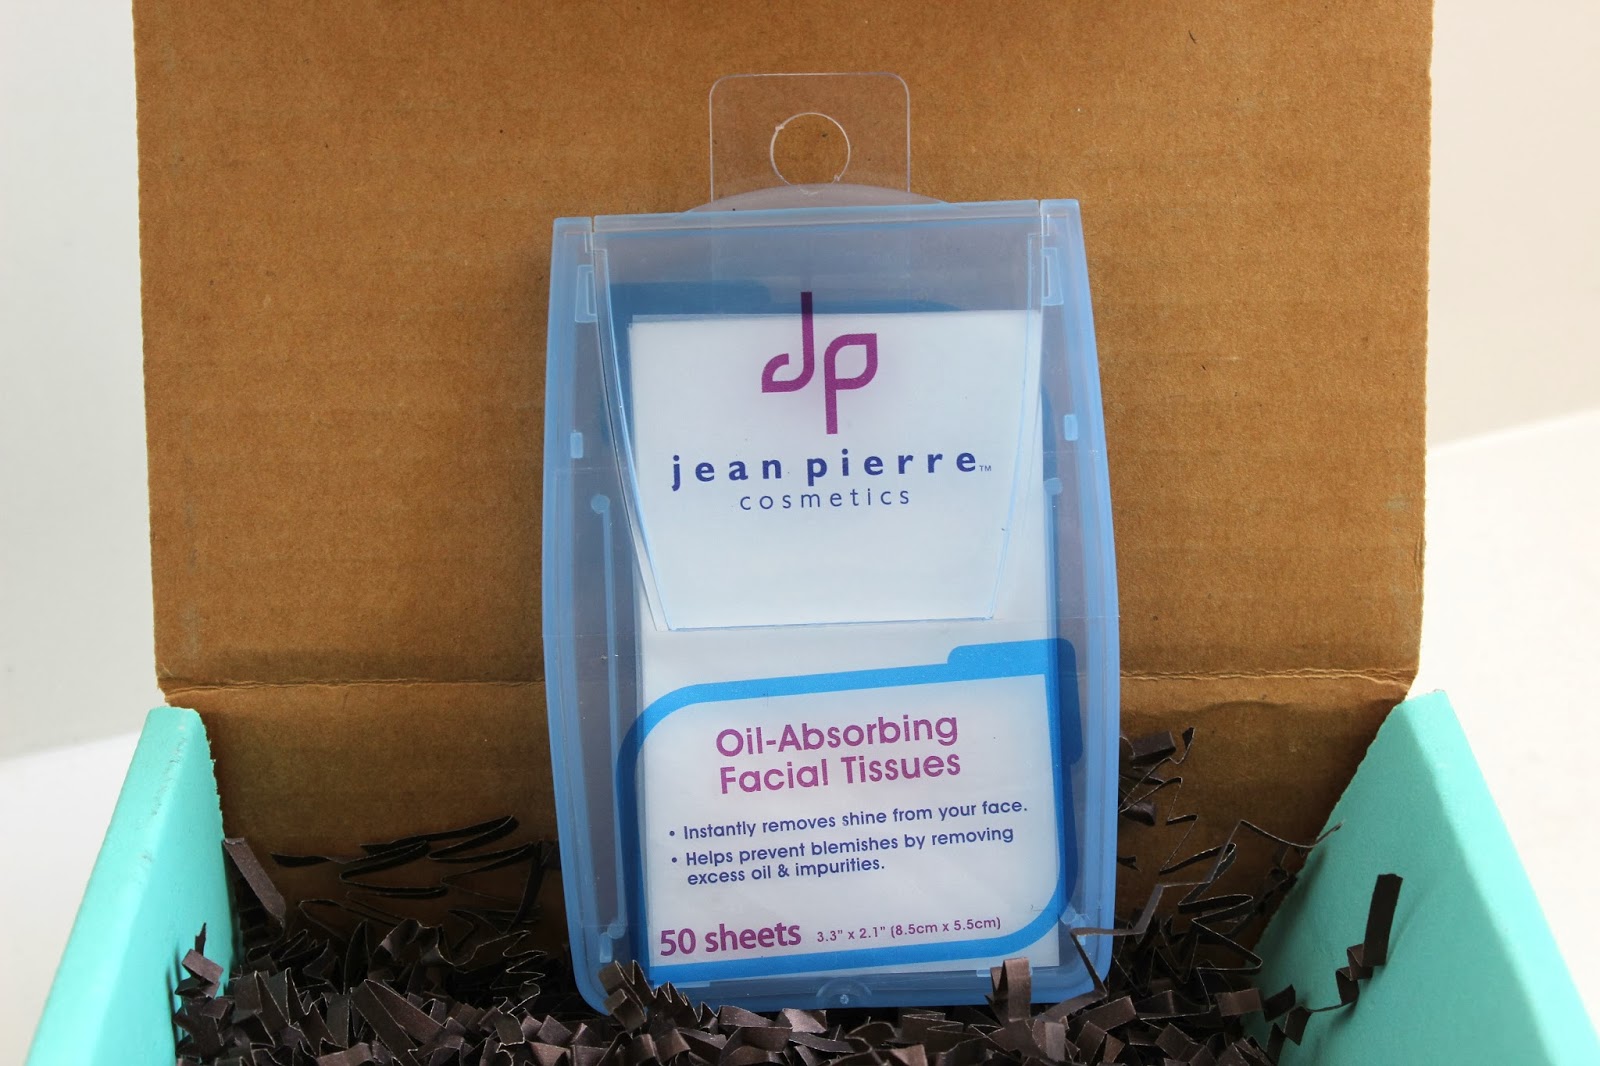 jp
jean pierre™
cosmetics
Oil-Absorbing
Facial Tissues
• Instantly removes shine from your face.
• Helps prevent blemishes by removing
excess oil & impurities.
50 sheets 3.3" x 2.1" (8.5cm x 5.5cm)